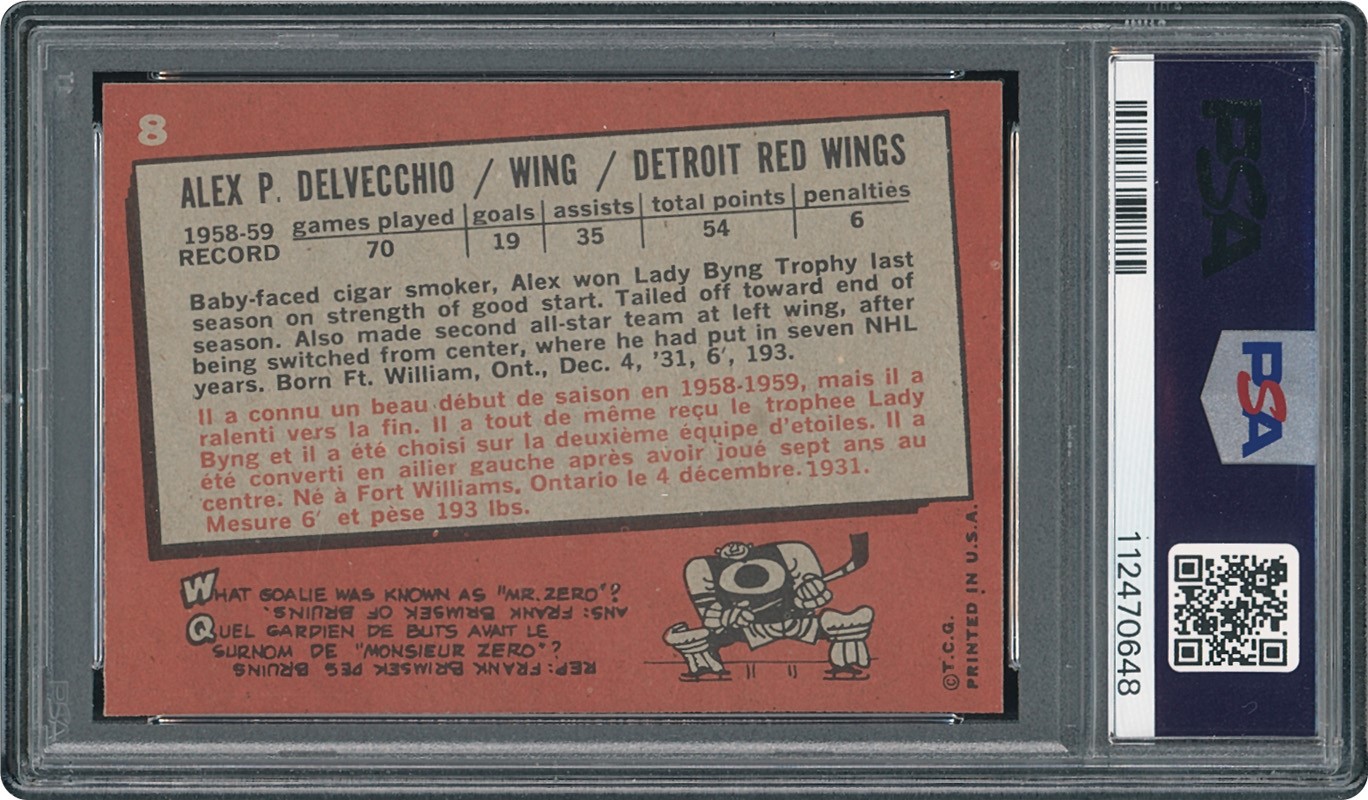 8
ALEX P. DELVECCHIO / WING / DETROIT RED WINGS
1958-59 RECORD
games played | goals | assists | total points | penalties
70 19 35 54 6
Baby-faced cigar smoker, Alex won Lady Byng Trophy last
season on strength of good start. Tailed off toward end of
season. Also made second all-star team at left wing, after
being switched from center, where he had put in seven NHL
years. Born Ft. William, Ont., Dec. 4, '31, 6', 193.
Il a connu un beau début de saison en 1958-1959, mais il a
ralenti vers la fin. Il a tout de même reçu le trophee Lady
Byng et il a été choisi sur la deuxième équipe d'etoiles. Il a
été converti en ailier gauche après avoir joué sept ans au
centre. Né à Fort Williams, Ontario le 4 décembre 1931.
Mesure 6' et pèse 193 lbs.
WHAT GOALIE WAS KNOWN AS "MR. ZERO"?
ANS: FRANK BRIMSEK OF BRUINS.
QUEL GARDIEN DE BUTS AVAIT LE
SURNOM DE "MONSIEUR ZERO"?
REP: FRANK BRIMSEK DES BRUINS
©T.C.G.
PRINTED IN U.S.A.
PSA
PSA
112470648
PSA